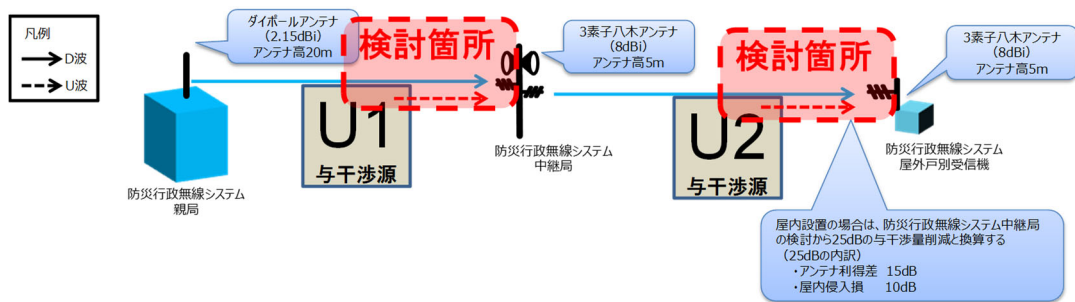 凡例
D波
U波
ダイポールアンテナ
(2.15dBi)
アンテナ高20m
検討箇所
3素子八木アンテナ
(8dBi)
アンテナ高5m
検討箇所
3素子八木アンテナ
(8dBi)
アンテナ高5m
U1
与干渉源
U2
与干渉源
防災行政無線システム
親局
防災行政無線システム
中継局
防災行政無線システム
屋外戸別受信機
屋内設置の場合は、防災行政無線システム中継局
の検討から25dBの与干渉量削減と換算する
(25dBの内訳)
・アンテナ利得差 15dB
・屋内侵入損 10dB